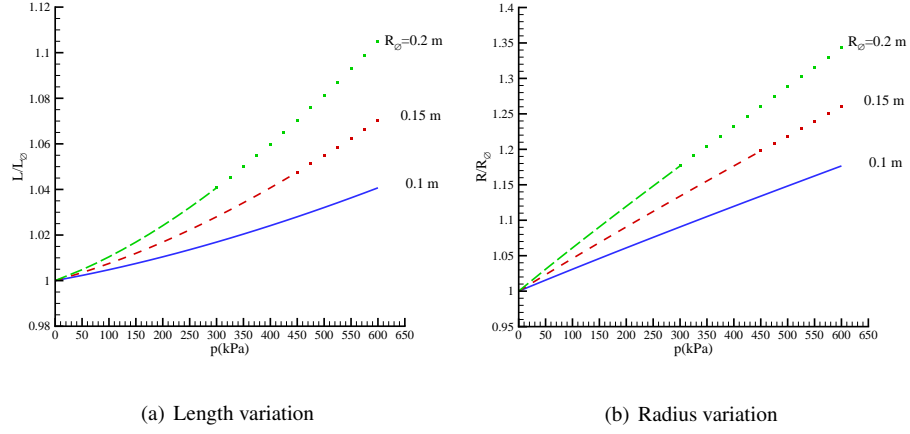 1.12
1.1
1.08
1.06
1.04
1.02
1
0.98
L/L∅
R∅=0.2 m
0.15 m
0.1 m
0 50 100 150 200 250 300 350 400 450 500 550 600 650
p(kPa)
(a) Length variation
1.4
1.35
1.3
1.25
1.2
1.15
1.1
1.05
1
0.95
R/R∅
R∅=0.2 m
0.15 m
0.1 m
0 50 100 150 200 250 300 350 400 450 500 550 600 650
p(kPa)
(b) Radius variation